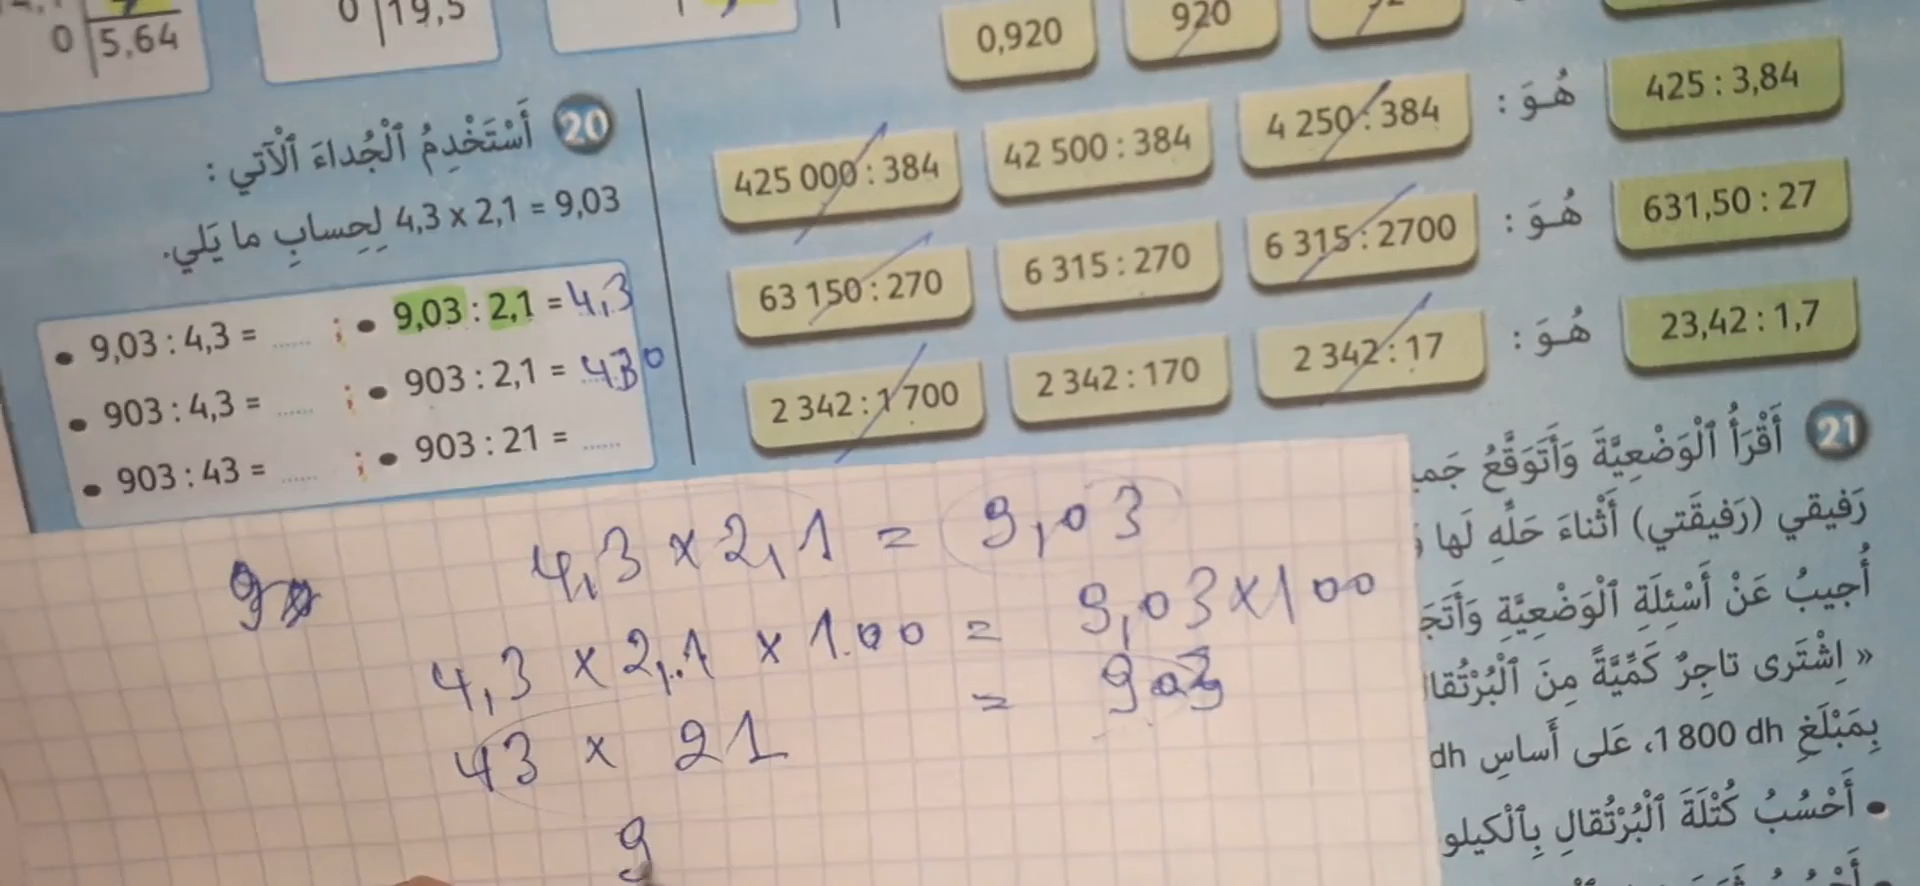 5,64
0
0
19,5
0,920
920
425 : 3,84
هُـوَ :
4 250 : 384
42 500 : 384
425 000 : 384
631,50 : 27
هُـوَ :
6 315 : 2700
6 315 : 270
63 150 : 270
23,42 : 1,7
هُـوَ :
2 342 : 17
2 342 : 170
2 342 : 1 700
20 أَسْتَخْدِمُ ٱلْجُداءَ ٱلْآتي :
4,3 x 2,1 = 9,03 لِحِسابِ ما يَلي.
• 9,03 : 4,3 = ...... ; • 9,03 : 2,1 = 4,3
• 903 : 4,3 = ...... ; • 903 : 2,1 = 430
• 903 : 43 = ...... ; • 903 : 21 = ......
21 أَقْرَأُ ٱلْوَضْعِيَّةَ وَأَتَوَقَّعُ
رَفيقي (رَفيقَتي) أَثْناءَ حَلِّهِ لَها
أُجيبُ عَنْ أَسْئِلَةِ ٱلْوَضْعِيَّةِ
» اِشْتَرى تاجِرٌ كَمِّيَّةً مِنَ
بِمَبْلَغِ 1 800 dh، عَلى أَساسِ dh
• أَحْسُبُ كُتْلَةَ ٱلْبُرْتُقالِ بِٱلْكيلو
4,3 x 2,1 = 9,03
4,3 x 2,1 x 100 = 9,03 x 100
43 x 21 = 903
9